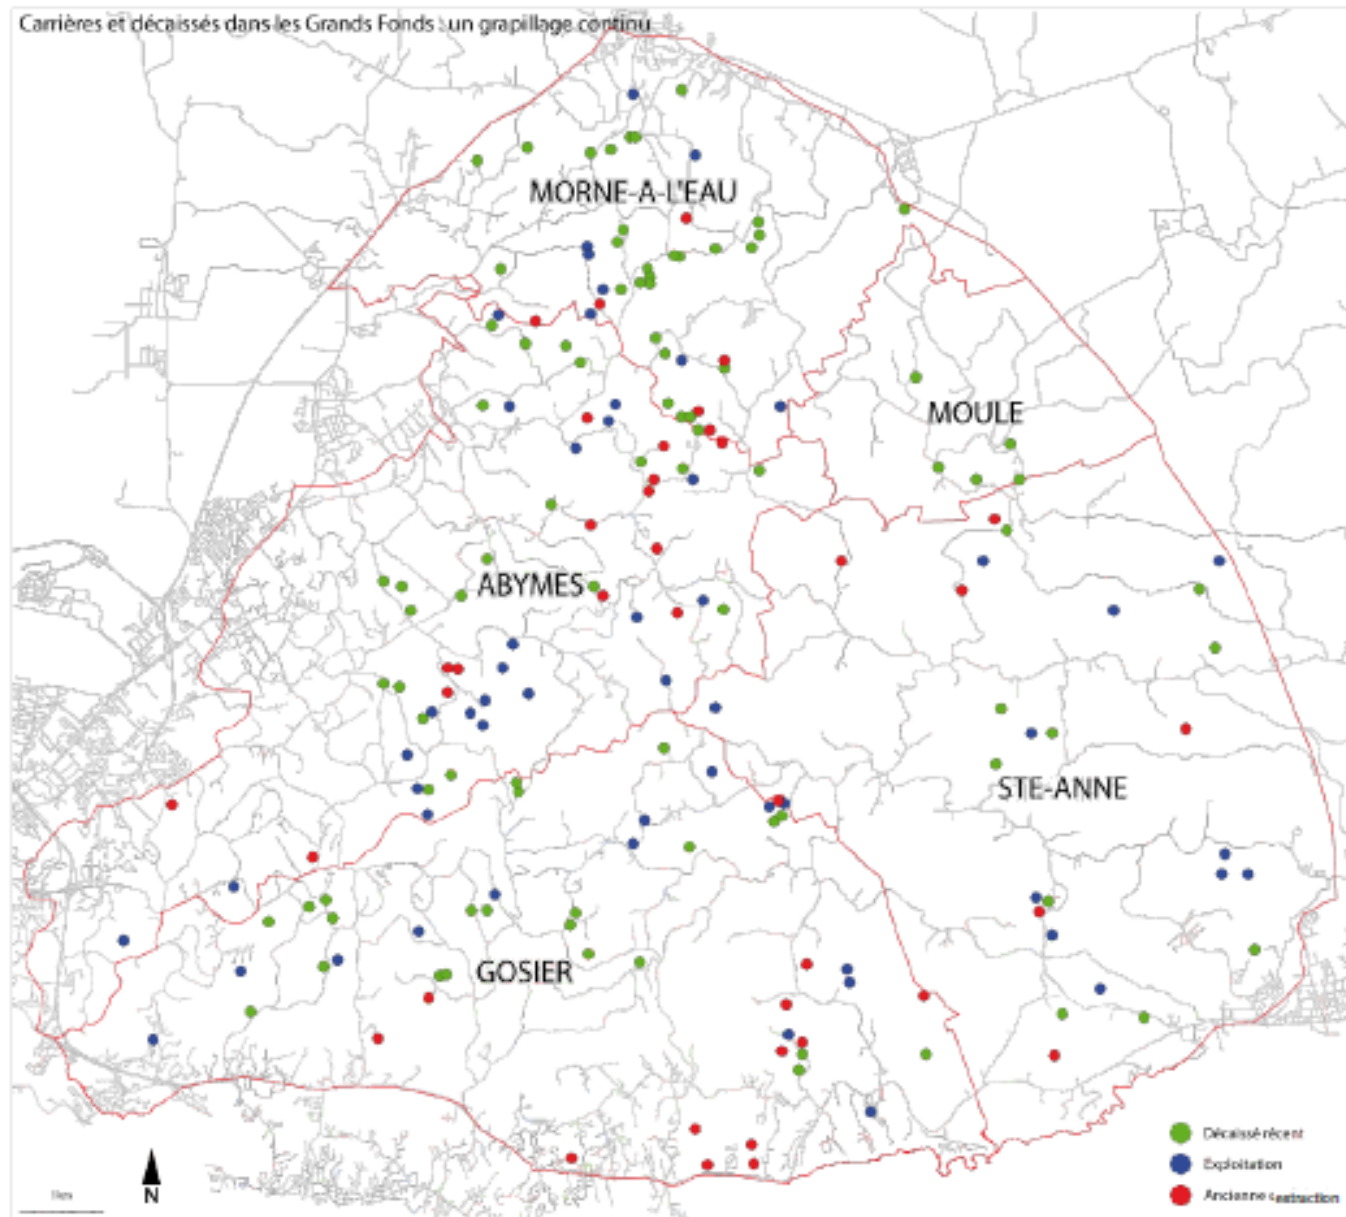 Carrières et décaissés dans les Grands Fonds : un grapillage continu
MORNE-A-L'EAU
MOULE
ABYMES
STE-ANNE
GOSIER
Décaissé récent
Exploitation
Ancienne extraction
N